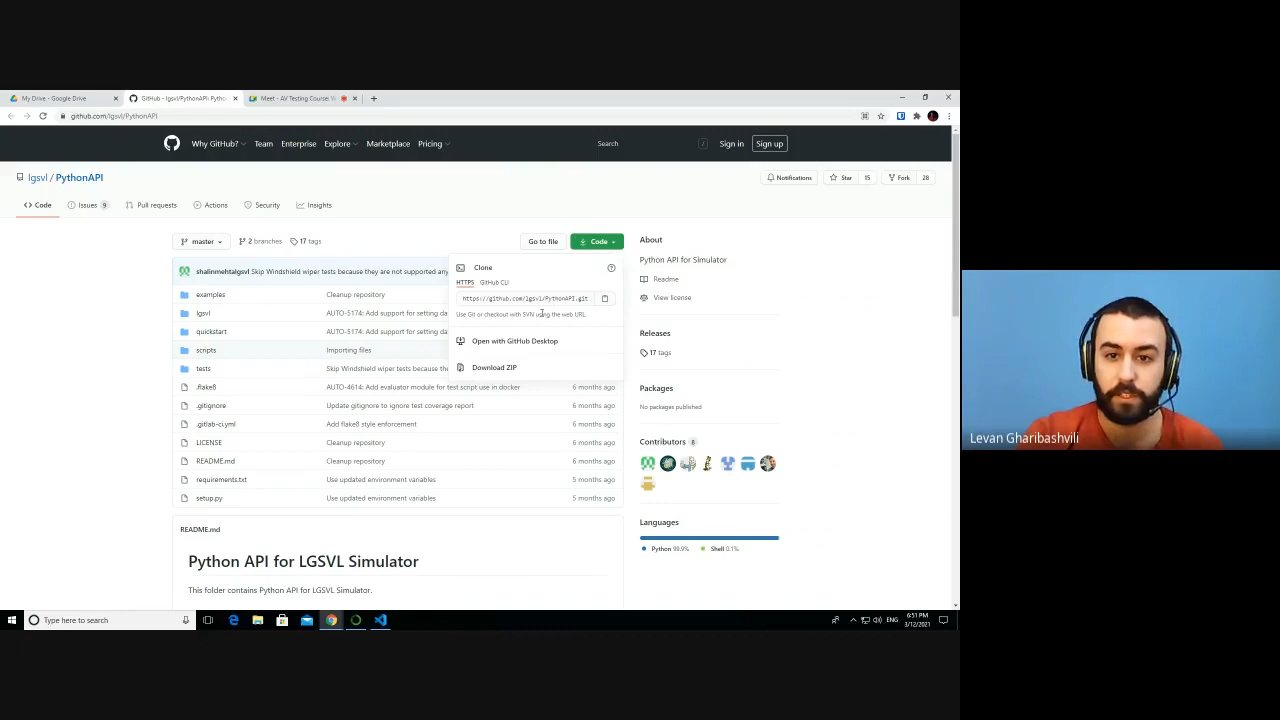 My Drive - Google Drive
GitHub - lgsvl/PythonAPI: Pytho
Meet - AV Testing Course
github.com/lgsvl/PythonAPI
Why GitHub? Team Enterprise Explore Marketplace Pricing Search / Sign in Sign up
lgsvl / PythonAPI
Notifications Star 15 Fork 28
Code Issues 9 Pull requests Actions Security Insights
master 2 branches 17 tags Go to file Code
shalinmehtalgsvl Skip Windshield wiper tests because they are not supported any
examples Cleanup repository
lgsvl AUTO-5174: Add support for setting da
quickstart AUTO-5174: Add support for setting da
scripts Importing files
tests Skip Windshield wiper tests because the
.flake8 AUTO-4614: Add evaluator module for test script use in docker 6 months ago
.gitignore Update gitignore to ignore test coverage report 6 months ago
.gitlab-ci.yml Add flake8 style enforcement 6 months ago
LICENSE Cleanup repository 6 months ago
README.md Cleanup repository 6 months ago
requirements.txt Use updated environment variables 5 months ago
setup.py Use updated environment variables 5 months ago
Clone
HTTPS GitHub CLI
https://github.com/lgsvl/PythonAPI.git
Use Git or checkout with SVN using the web URL.
Open with GitHub Desktop
Download ZIP
README.md
Python API for LGSVL Simulator
This folder contains Python API for LGSVL Simulator.
About
Python API for Simulator
Readme
View license
Releases
17 tags
Packages
No packages published
Contributors 8
Languages
Python 99.9% Shell 0.1%
Type here to search
ENG
6:51 PM
3/12/2021
Levan Gharibashvili